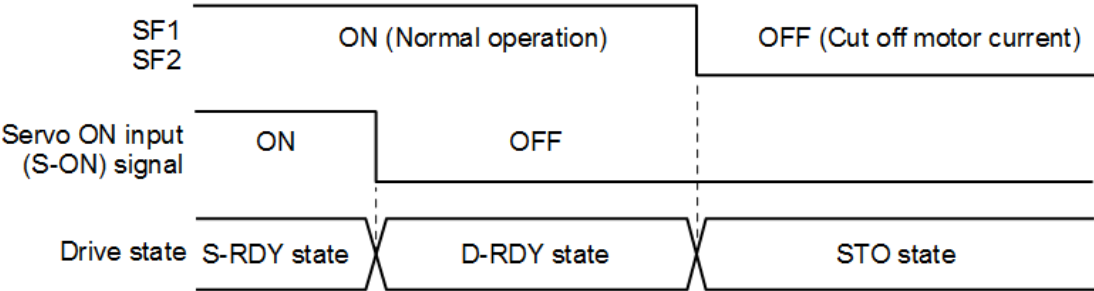 SF1
SF2
ON (Normal operation)
OFF (Cut off motor current)
Servo ON input
(S-ON) signal
ON
OFF
Drive state
S-RDY state
D-RDY state
STO state